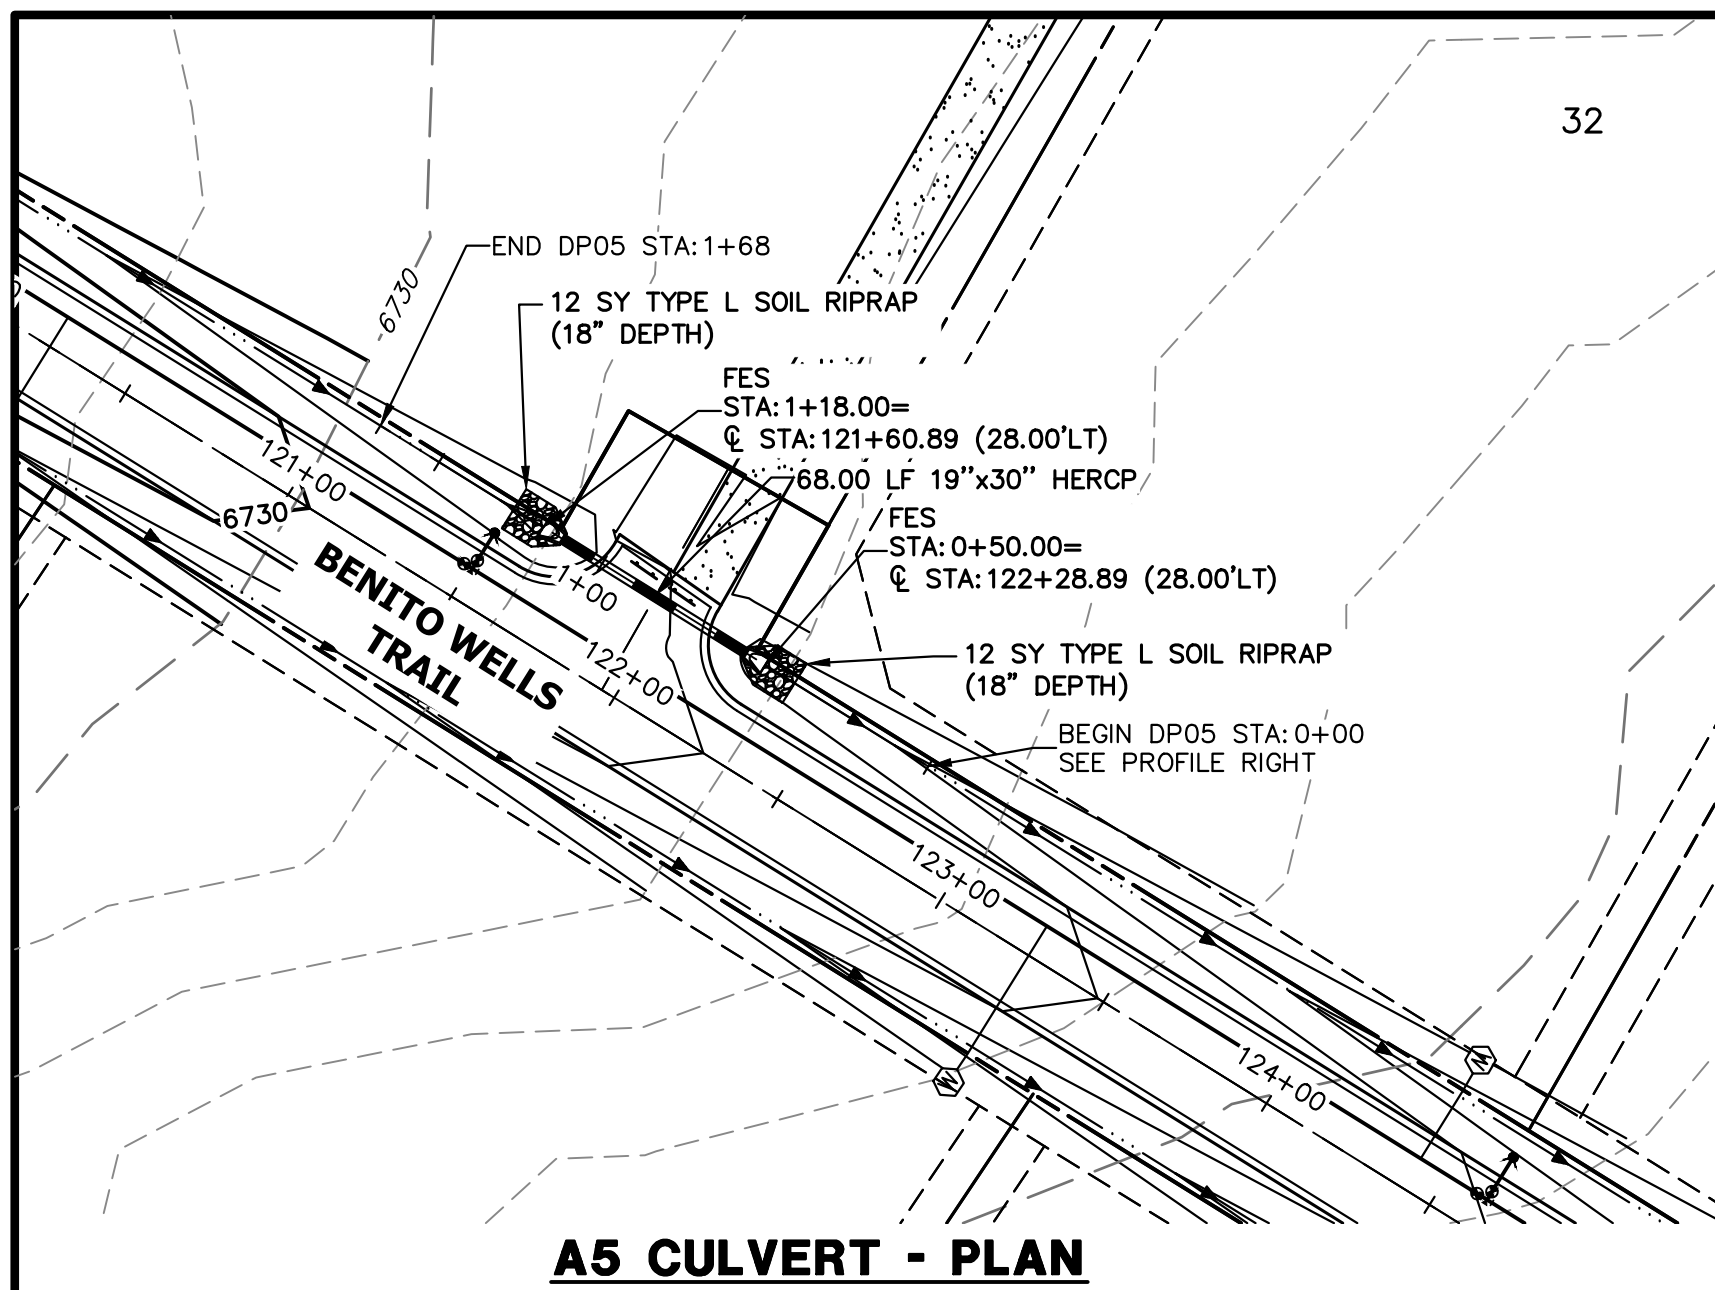 32
END DP05 STA:1+68
12 SY TYPE L SOIL RIPRAP
(18" DEPTH)
6730
FES
STA:1+18.00=
℄ STA:121+60.89 (28.00'LT)
68.00 LF 19"x30" HERCP
FES
STA:0+50.00=
℄ STA:122+28.89 (28.00'LT)
121+00
6730
1+00
BENITO WELLS
TRAIL
122+00
12 SY TYPE L SOIL RIPRAP
(18" DEPTH)
BEGIN DP05 STA:0+00
SEE PROFILE RIGHT
123+00
124+00
W
W
A5 CULVERT - PLAN